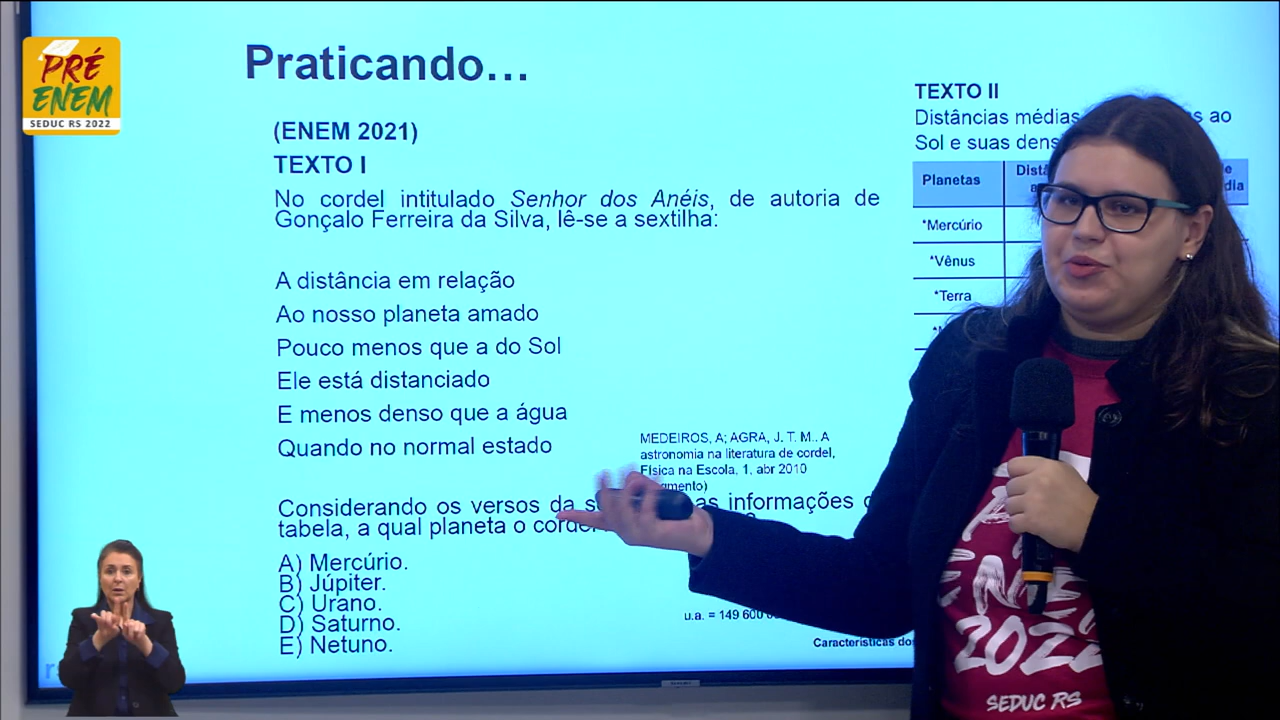 PRÉ
ENEM
SEDUC RS 2022
Praticando...
(ENEM 2021)
TEXTO I
No cordel intitulado Senhor dos Anéis, de autoria de
Gonçalo Ferreira da Silva, lê-se a sextilha:
A distância em relação
Ao nosso planeta amado
Pouco menos que a do Sol
Ele está distanciado
E menos denso que a água
Quando no normal estado
MEDEIROS, A; AGRA, J. T. M.. A
astronomia na literatura de cordel,
Física na Escola, 1, abr 2010
Considerando os versos da as informações
tabela, a qual planeta o
A) Mercúrio.
B) Júpiter.
C) Urano.
D) Saturno.
E) Netuno.
TEXTO II
Distâncias médias ao
Sol e suas
Planetas
*Mercúrio
*Vênus
*Terra
u.a. = 149 600
Características
2022
SEDUC RS